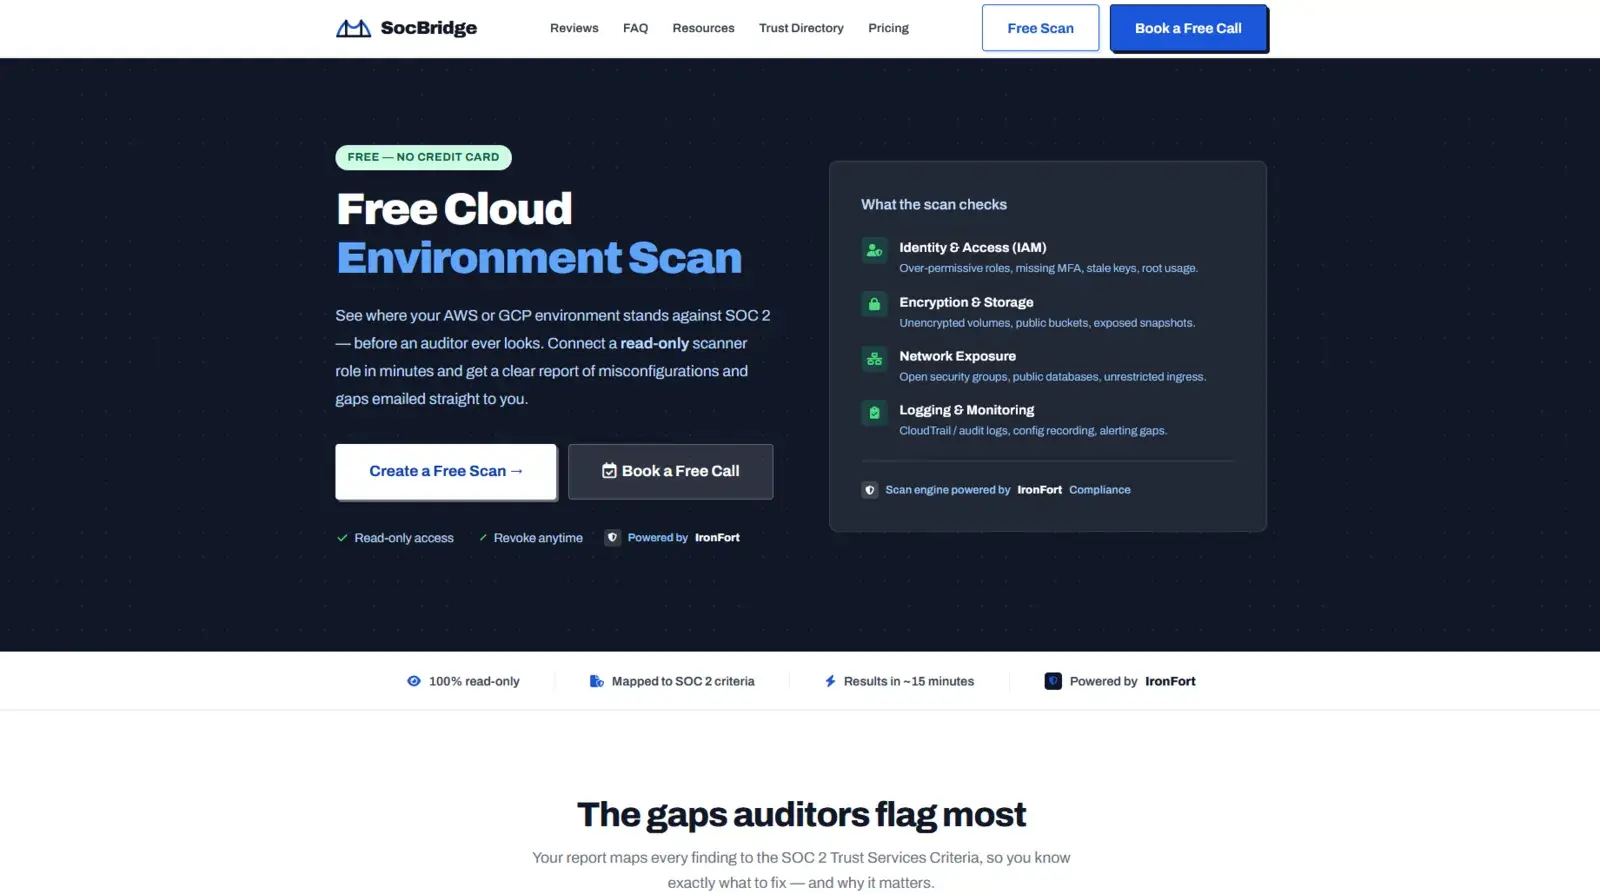 SocBridge
Reviews
FAQ
Resources
Trust Directory
Pricing
Free Scan
Book a Free Call
FREE — NO CREDIT CARD
Free Cloud
Environment Scan
See where your AWS or GCP environment stands against SOC 2
— before an auditor ever looks. Connect a read-only scanner
role in minutes and get a clear report of misconfigurations and
gaps emailed straight to you.
Create a Free Scan →
Book a Free Call
Read-only access
Revoke anytime
Powered by IronFort
What the scan checks
Identity & Access (IAM)
Over-permissive roles, missing MFA, stale keys, root usage.
Encryption & Storage
Unencrypted volumes, public buckets, exposed snapshots.
Network Exposure
Open security groups, public databases, unrestricted ingress.
Logging & Monitoring
CloudTrail / audit logs, config recording, alerting gaps.
Scan engine powered by IronFort Compliance
100% read-only
Mapped to SOC 2 criteria
Results in ~15 minutes
Powered by IronFort
The gaps auditors flag most
Your report maps every finding to the SOC 2 Trust Services Criteria, so you know
exactly what to fix — and why it matters.